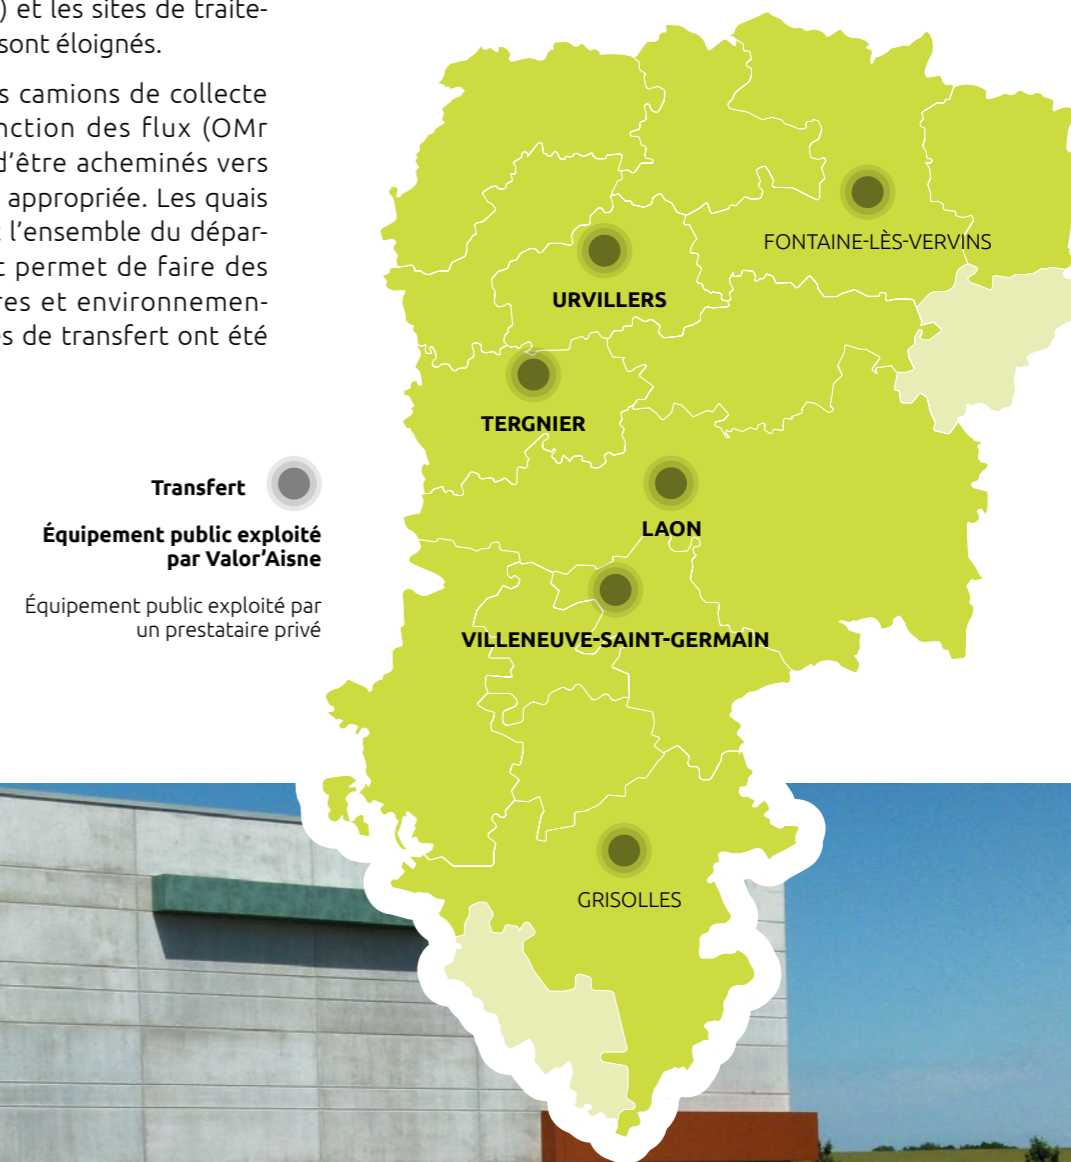 ) et les sites de traite-
sont éloignés.
s camions de collecte
nction des flux (OMr
d'être acheminés vers
appropriée. Les quais
l'ensemble du dépar-
permet de faire des
res et environnemen-
s de transfert ont été
Transfert
Équipement public exploité
par Valor'Aisne
Équipement public exploité par
un prestataire privé
FONTAINE-LÈS-VERVINS
URVILLERS
TERGNIER
LAON
VILLENEUVE-SAINT-GERMAIN
GRISOLLES